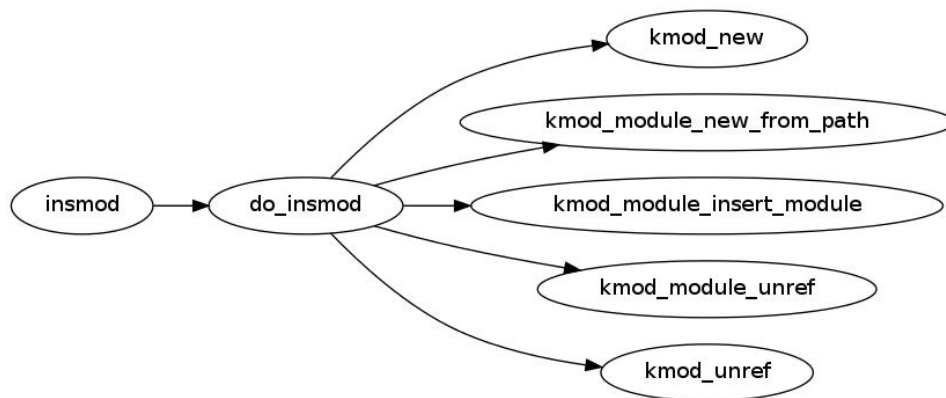 kmod_new
kmod_module_new_from_path
insmod
do_insmod
kmod_module_insert_module
kmod_module_unref
kmod_unref